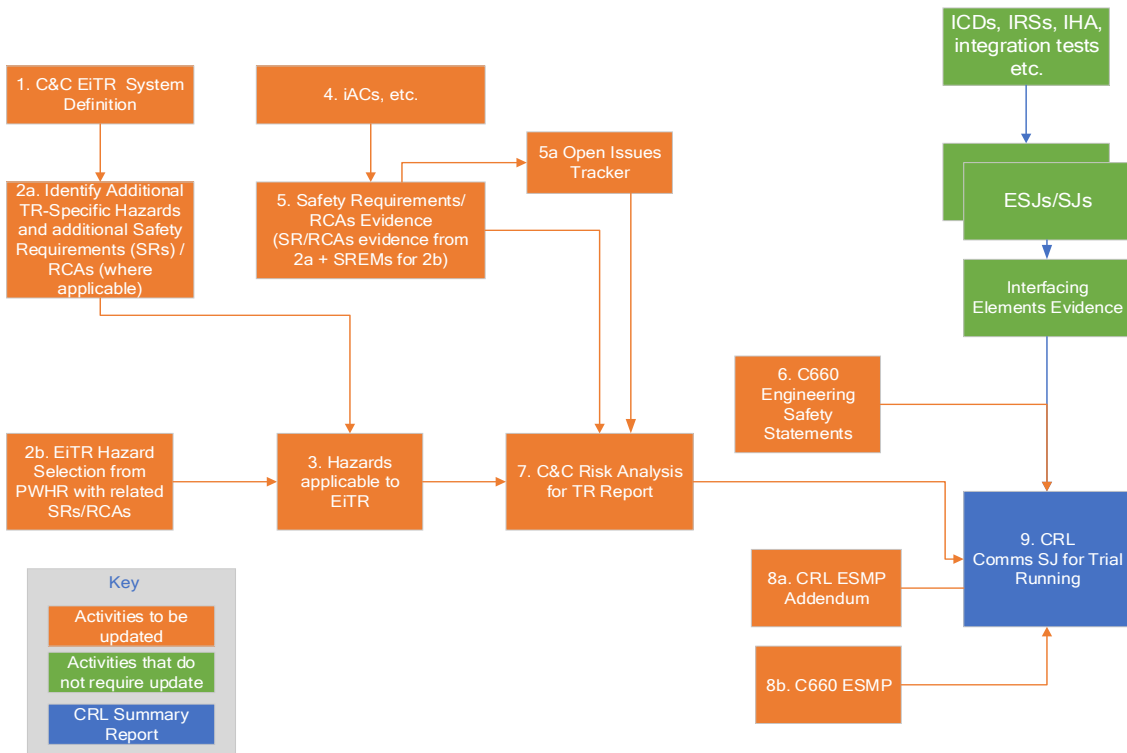 1. C&C EiTR System
Definition
2a. Identify Additional
TR-Specific Hazards
and additional Safety
Requirements (SRs) /
RCAs (where
applicable)
2b. EiTR Hazard
Selection from
PWHR with related
SRs/RCAs
4. iACs, etc.
5. Safety Requirements/
RCAs Evidence
(SR/RCAs evidence from
2a + SREMs for 2b)
5a Open Issues
Tracker
3. Hazards
applicable to
EiTR
7. C&C Risk Analysis
for TR Report
ICDs, IRSs, IHA,
integration tests
etc.
ESJs/SJs
Interfacing
Elements Evidence
6. C660
Engineering
Safety
Statements
9. CRL
Comms SJ for Trial
Running
8a. CRL ESMP
Addendum
8b. C660 ESMP
Key
Activities to be
updated
Activities that do
not require update
CRL Summary
Report